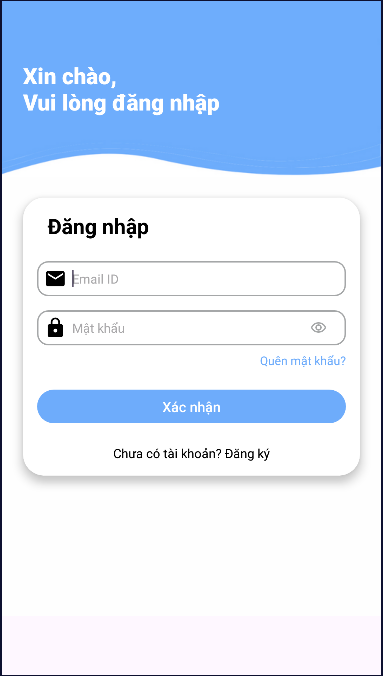 Xin chào,
Vui lòng đăng nhập
Đăng nhập
Email ID
Mật khẩu
Quên mật khẩu?
Xác nhận
Chưa có tài khoản? Đăng ký